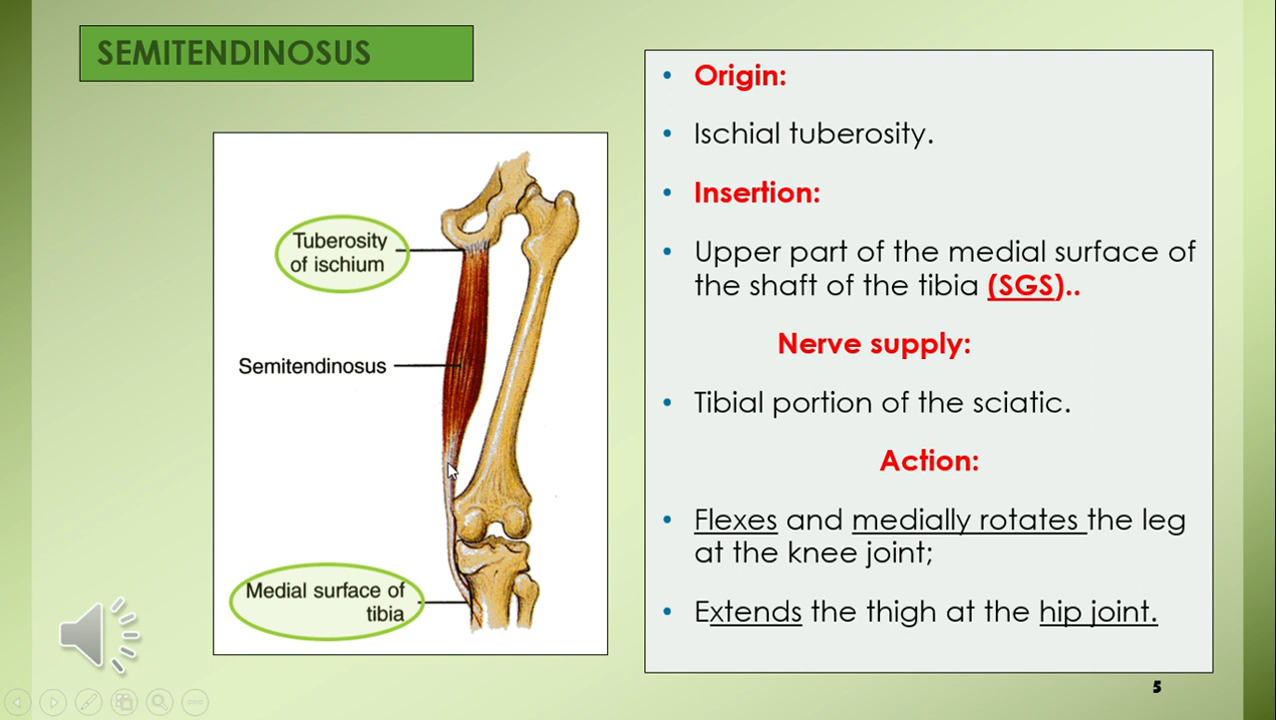 SEMITENDINOSUS
Tuberosity
of ischium
Semitendinosus
Medial surface of
tibia
• Origin:
• Ischial tuberosity.
• Insertion:
• Upper part of the medial surface of
the shaft of the tibia (SGS)..
Nerve supply:
• Tibial portion of the sciatic.
Action:
• Flexes and medially rotates the leg
at the knee joint;
• Extends the thigh at the hip joint.
5